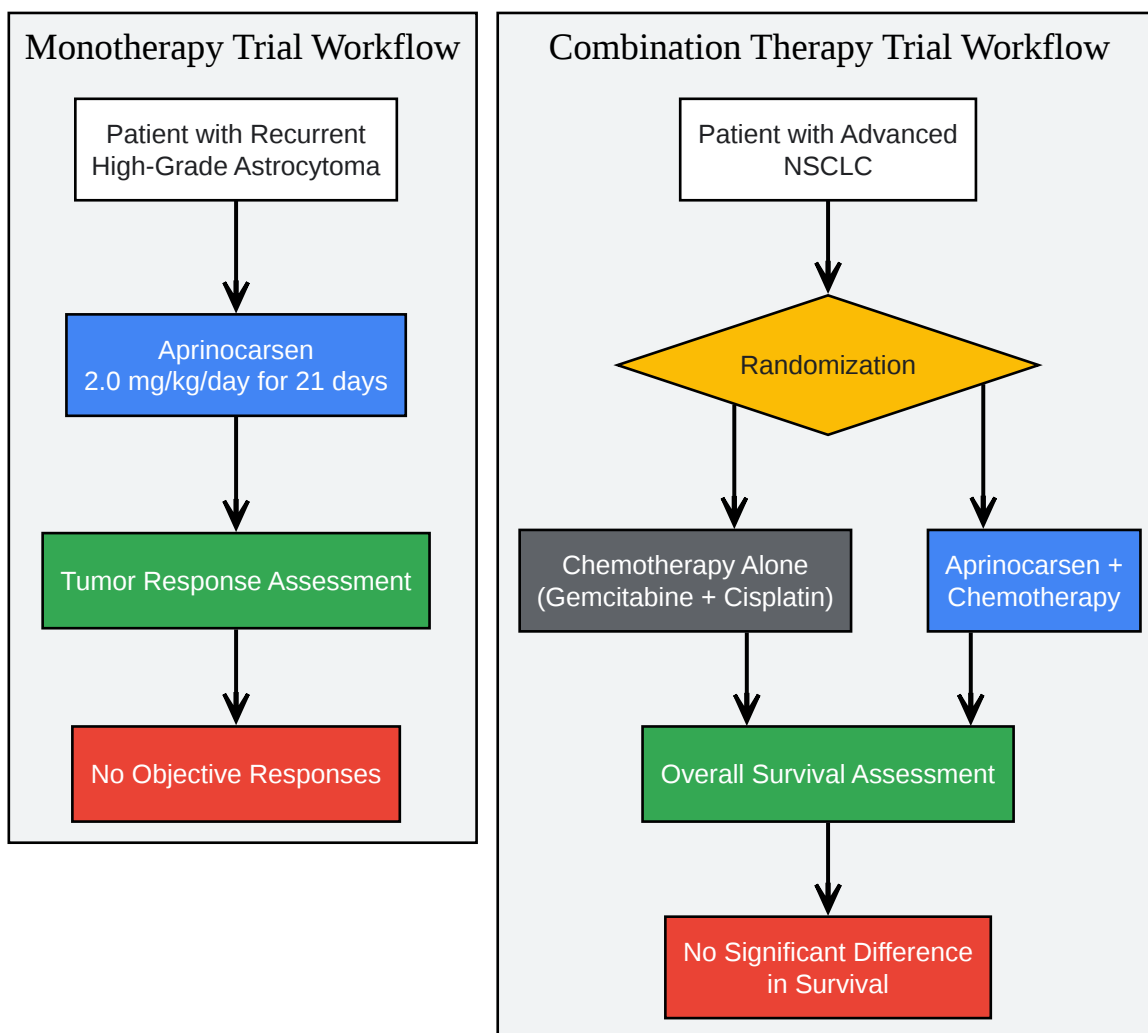 Monotherapy Trial Workflow
Patient with Recurrent
High-Grade Astrocytoma
Aprinocarsen
2.0 mg/kg/day for 21 days
Tumor Response Assessment
No Objective Responses
Combination Therapy Trial Workflow
Patient with Advanced
NSCLC
Randomization
Chemotherapy Alone
(Gemcitabine + Cisplatin)
Aprinocarsen +
Chemotherapy
Overall Survival Assessment
No Significant Difference
in Survival